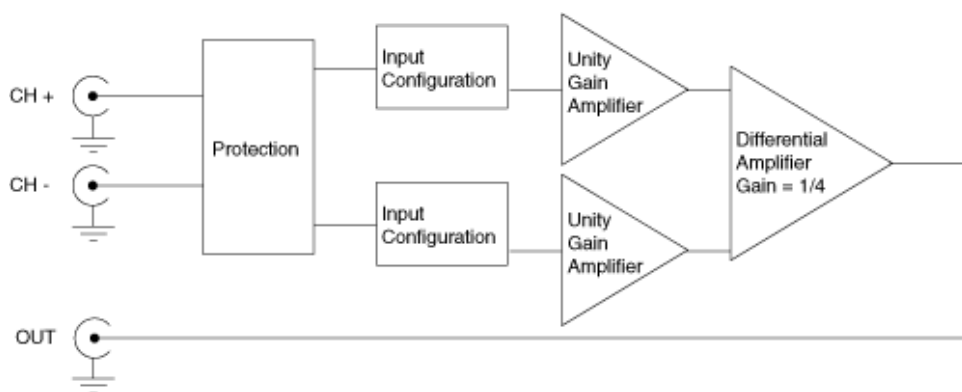 CH +
CH -
OUT
Protection
Input
Configuration
Input
Configuration
Unity
Gain
Amplifier
Unity
Gain
Amplifier
Differential
Amplifier
Gain = 1/4